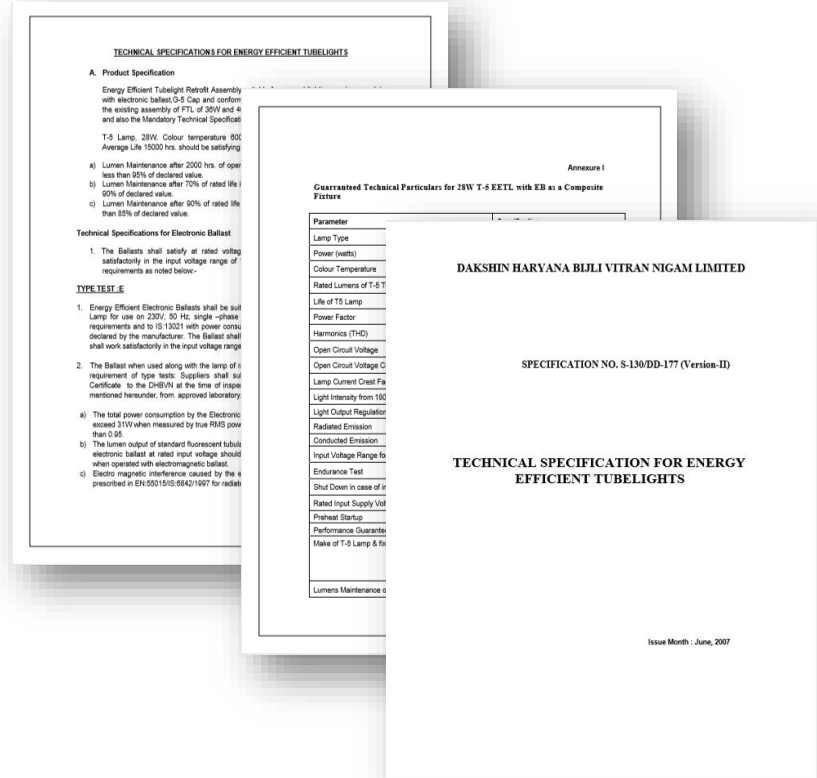 TECHNICAL SPECIFICATIONS FOR ENERGY EFFICIENT TUBELIGHTS
A. Product Specification
Energy Efficient Tubelight Retrofit Assembly
with electronic ballast,G-5 Cap and conform
the existing assembly of FTL of 36W and
and also the Mandatory Technical
T-5 Lamp, 28W, Colour temperature
Average Life 15000 hrs. should be satisfying
a) Lumen Maintenance after 2000 hrs. of
less than 95% of declared value.
b) Lumen Maintenance after 70% of rated life
90% of declared value.
c) Lumen Maintenance after 90% of rated life
than 85% of declared value.
Technical Specifications for Electronic Ballast
1. The Ballasts shall satisfy at rated
satisfactorily in the input voltage range of
requirements as noted below:-
TYPE TEST :E
1. Energy Efficient Electronic Ballasts shall be
Lamp for use on 230V, 50 Hz, single –phase
requirements and to IS:13021 with power
declared by the manufacturer. The Ballast shall
shall work satisfactorily in the input voltage range
2. The Ballast when used along with the lamp of
requirement of type tests: Suppliers shall
Certificate to the DHBVN at the time of
mentioned hereunder, from approved laboratory
a) The total power consumption by the Electronic
exceed 31W when measured by true RMS
than 0.95.
b) The lumen output of standard fluorescent
electronic ballast at rated input voltage should
when operated with electromagnetic ballast.
c) Electro magnetic interference caused by the
prescribed in EN:55015/IS:6842/1997 for
Annexure I
Guarranteed Technical Particulars for 28W T-5 EETL with EB as a Composite
Fixture
Parameter
Lamp Type
Power (watts)
Colour Temperature
Rated Lumens of T-5 T
Life of T5 Lamp
Power Factor
Harmonics (THD)
Open Circuit Voltage
Open Circuit Voltage C
Lamp Current Crest Fa
Light Intensity from 180
Light Output Regulation
Radiated Emission
Conducted Emission
Input Voltage Range fo
Endurance Test
Shut Down in case of
Rated Input Supply Vol
Preheat Startup
Performance Guarantee
Make of T-5 Lamp & fix
Lumens Maintenance o
DAKSHIN HARYANA BIJLI VITRAN NIGAM LIMITED
SPECIFICATION NO. S-130/DD-177 (Version-II)
TECHNICAL SPECIFICATION FOR ENERGY
EFFICIENT TUBELIGHTS
Issue Month : June, 2007